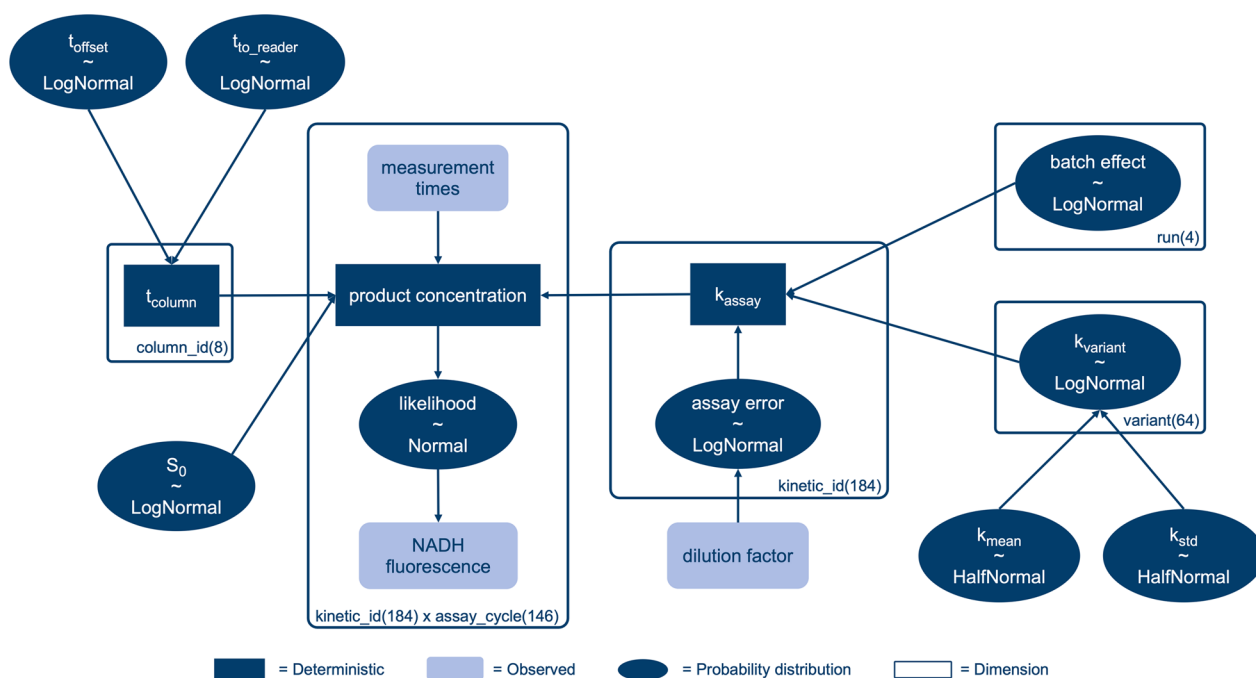 t_offset
~
LogNormal
t_to_reader
~
LogNormal
measurement
times
batch effect
~
LogNormal
run(4)
t_column
column_id(8)
product concentration
k_assay
k_variant
~
LogNormal
variant(64)
likelihood
~
Normal
assay error
~
LogNormal
kinetic_id(184)
S_0
~
LogNormal
NADH
fluorescence
kinetic_id(184) x assay_cycle(146)
dilution factor
k_mean
~
HalfNormal
k_std
~
HalfNormal
= Deterministic
= Observed
= Probability distribution
= Dimension